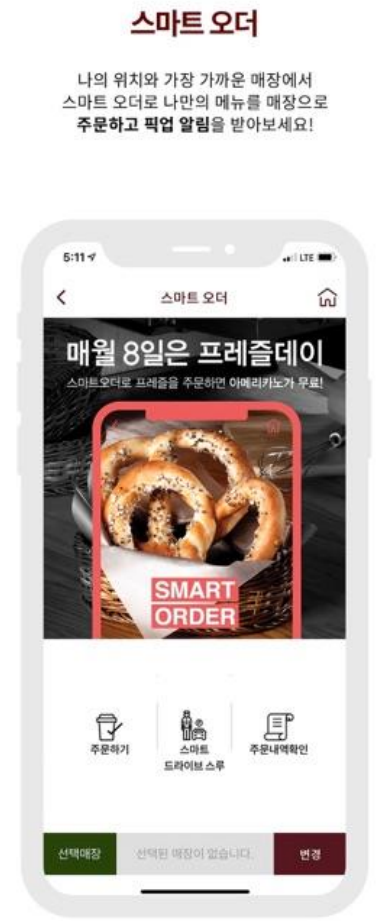 스마트 오더
나의 위치와 가장 가까운 매장에서
스마트 오더로 나만의 메뉴를 매장으로
주문하고 픽업 알림을 받아보세요!
5:11
LTE
스마트 오더
매월 8일은 프레즐데이
스마트오더로 프레즐을 주문하면 아메리카노가 무료!
SMART
ORDER
주문하기
스마트
드라이브 스루
주문내역확인
선택매장
선택된 매장이 없습니다.
변경